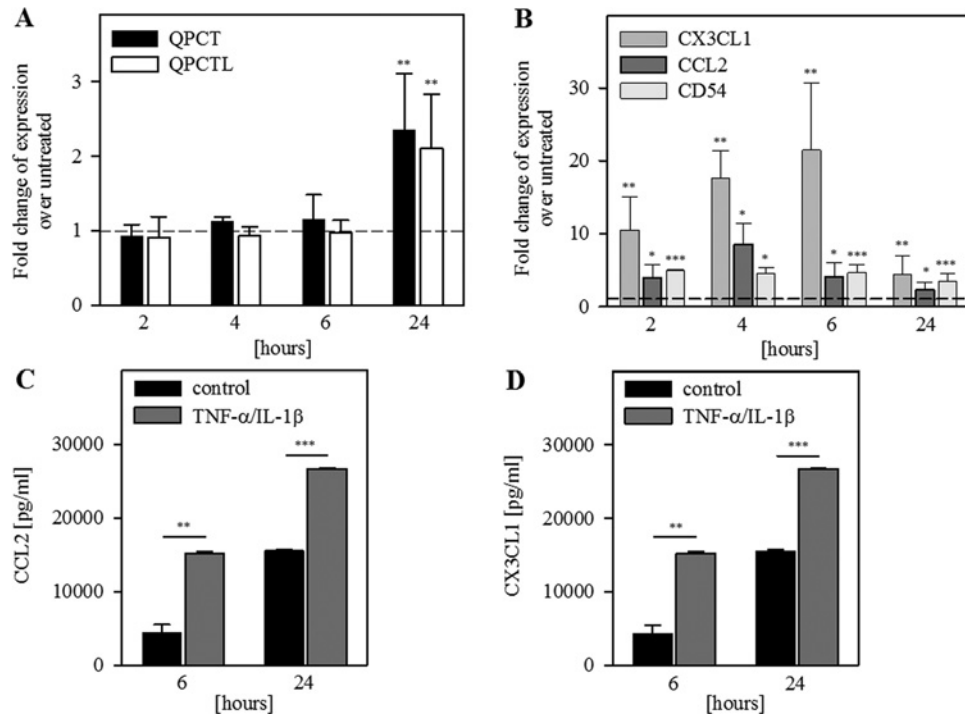 A
QPCT
QPCTL
Fold change of expression
over untreated
3
2
1
0
** **
2 4 6 24
[hours]
B
CX3CL1
CCL2
CD54
Fold change of expression
over untreated
30
20
10
0
** * ***
** * *
** * ***
** * ***
2 4 6 24
[hours]
C
control
TNF-α/IL-1β
CCL2 [pg/ml]
30000
20000
10000
0
**
***
6 24
[hours]
D
control
TNF-α/IL-1β
CX3CL1 [pg/ml]
30000
20000
10000
0
**
***
6 24
[hours]